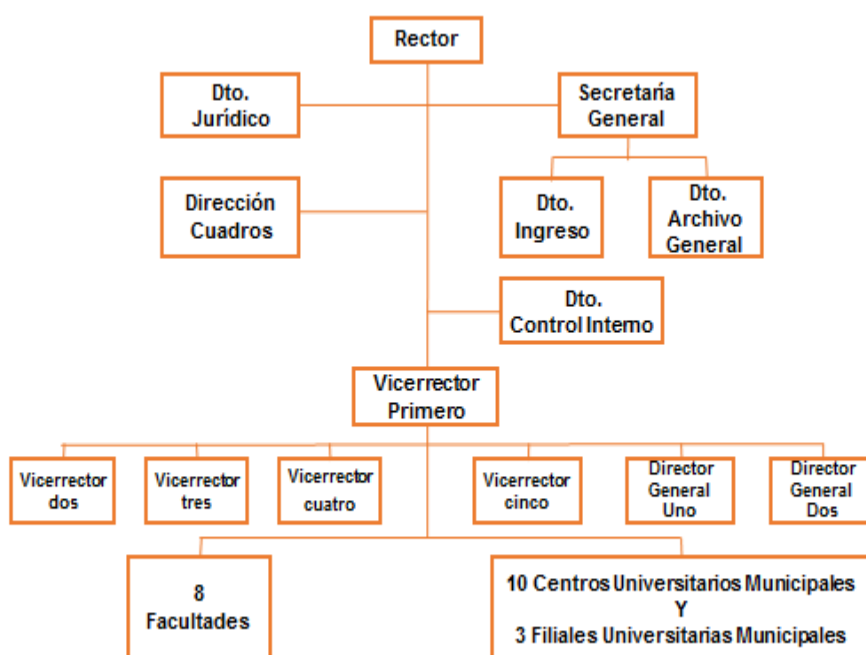 Rector
Dto.
Jurídico
Secretaría
General
Dirección
Cuadros
Dto.
Ingreso
Dto.
Archivo
General
Dto.
Control Interno
Vicerrector
Primero
Vicerrector
dos
Vicerrector
tres
Vicerrector
cuatro
Vicerrector
cinco
Director
General
Uno
Director
General
Dos
8
Facultades
10 Centros Universitarios Municipales
Y
3 Filiales Universitarias Municipales